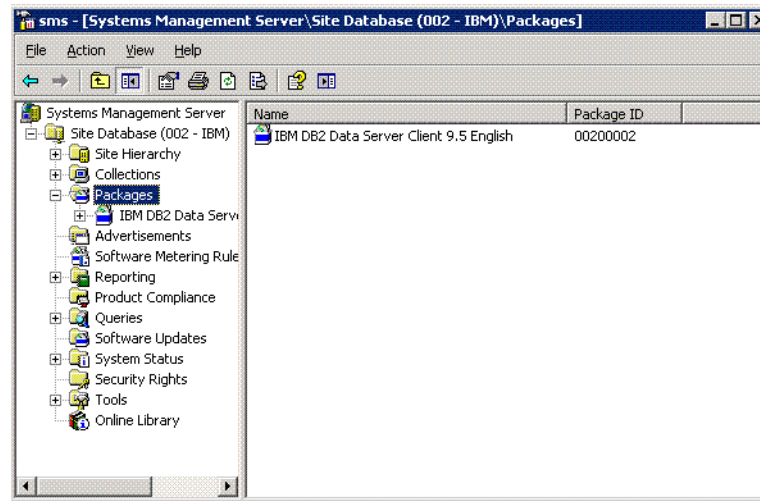 sms - [Systems Management Server\Site Database (002 - IBM)\Packages]
File Action View Help
Systems Management Server
Site Database (002 - IBM)
Site Hierarchy
Collections
Packages
IBM DB2 Data Serv
Advertisements
Software Metering Rule
Reporting
Product Compliance
Queries
Software Updates
System Status
Security Rights
Tools
Online Library
Name Package ID
IBM DB2 Data Server Client 9.5 English 00200002